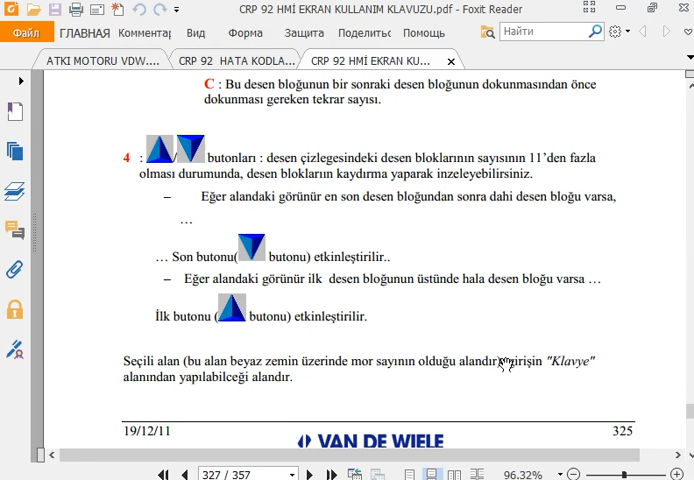 CRP 92 HMİ EKRAN KULLANIM KLAVUZU.pdf - Foxit Reader
Файл ГЛАВНАЯ Комментар Вид Форма Защита Поделитьс Помощь Найти
ATKI MOTORU VDW.... CRP 92 HATA KODLA... CRP 92 HMİ EKRAN KU...
C : Bu desen bloğunun bir sonraki desen bloğunun dokunmasından önce
dokunması gereken tekrar sayısı.
4 : / butonları : desen çizlegesindeki desen bloklarının sayısının 11’den fazla
olması durumunda, desen blokların kaydırma yaparak inzeleyebilirsiniz.
– Eğer alandaki görünür en son desen bloğundan sonra dahi desen bloğu varsa,
…
… Son butonu( butonu) etkinleştirilir..
– Eğer alandaki görünür ilk desen bloğunun üstünde hala desen bloğu varsa …
İlk butonu ( butonu) etkinleştirilir.
Seçili alan (bu alan beyaz zemin üzerinde mor sayının olduğu alandır) girişin "Klavye"
alanından yapılabilceği alandır.
19/12/11 325
VAN DE WIELE
327 / 357 96.32%